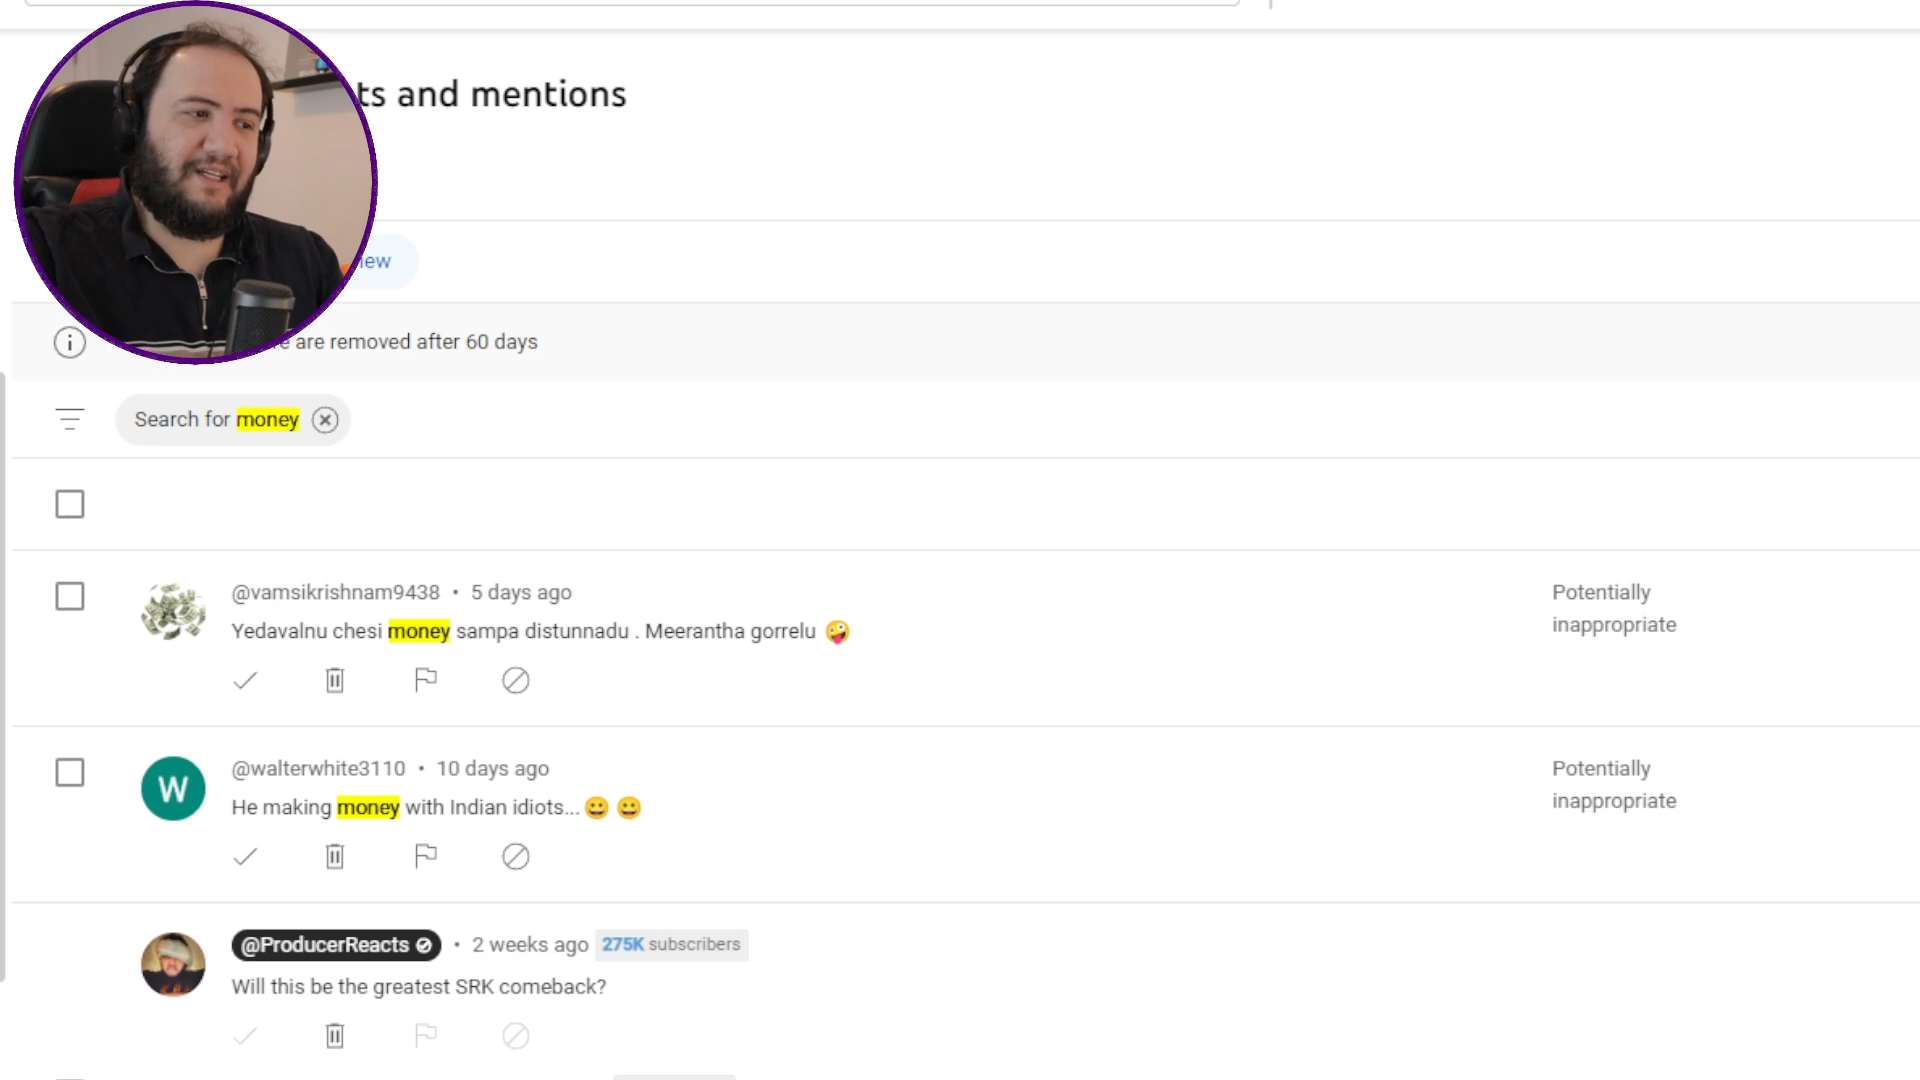 ts and mentions
iew
e are removed after 60 days
Search for money
@vamsikrishnam9438 • 5 days ago
Potentially
inappropriate
Yedavalnu chesi money sampa distunnadu . Meerantha gorrelu 🤪
W
@walterwhite3110 • 10 days ago
Potentially
inappropriate
He making money with Indian idiots... 😀 😀
@ProducerReacts • 2 weeks ago 275K subscribers
Will this be the greatest SRK comeback?